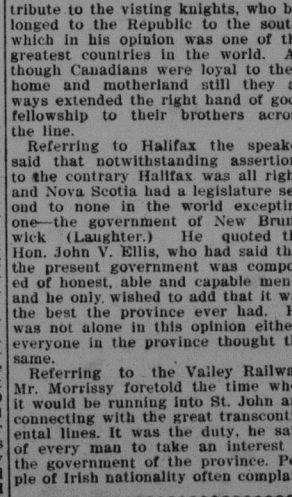 tribute to the visting knights, who b
longed to the Republic to the sout
which in his opinion was one of th
greatest countries in the world. A
though Canadians were loyal to the
home and motherland still they a
ways extended the right hand of goo
fellowship to their brothers acro
the line.
Referring to Halifax the speak
said that notwithstanding assertio
to the contrary Halifax was all righ
and Nova Scotia had a legislature se
ond to none in the world exceptin
one—the government of New Brun
wick (Laughter.) He quoted th
Hon. John V. Ellis, who had said th
the present government was compo
ed of honest, able and capable men
and he only wished to add that it w
the best the province ever had. H
was not alone in this opinion eithe
everyone in the province thought th
same.
Referring to the Valley Railwa
Mr. Morrissy foretold the time whe
it would be running into St. John a
connecting with the great transconti
ental lines. It was the duty, he sa
of every man to take an interest
the government of the province. Pe
ple of Irish nationality often compla